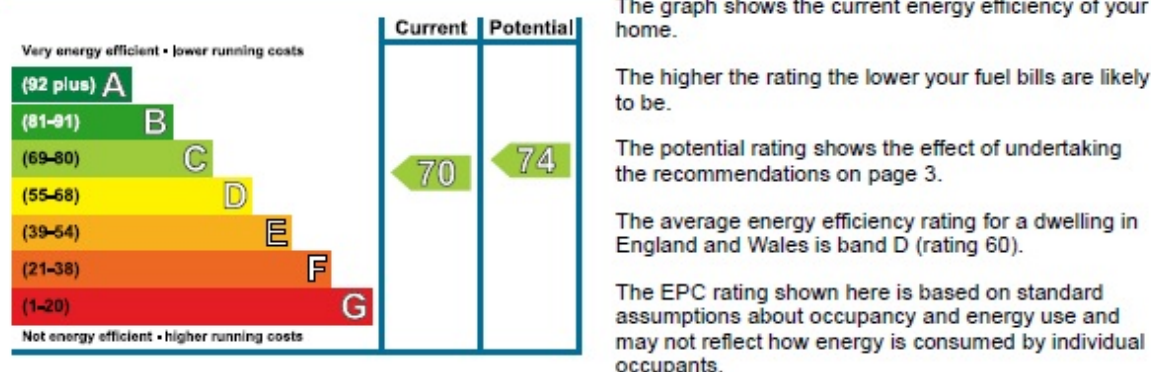 Current Potential
Very energy efficient • lower running costs
(92 plus) A
(81–91) B
(69–80) C
(55–68) D
(39–54) E
(21–38) F
(1–20) G
Not energy efficient • higher running costs
70
74
The graph shows the current energy efficiency of your
home.
The higher the rating the lower your fuel bills are likely
to be.
The potential rating shows the effect of undertaking
the recommendations on page 3.
The average energy efficiency rating for a dwelling in
England and Wales is band D (rating 60).
The EPC rating shown here is based on standard
assumptions about occupancy and energy use and
may not reflect how energy is consumed by individual
occupants.